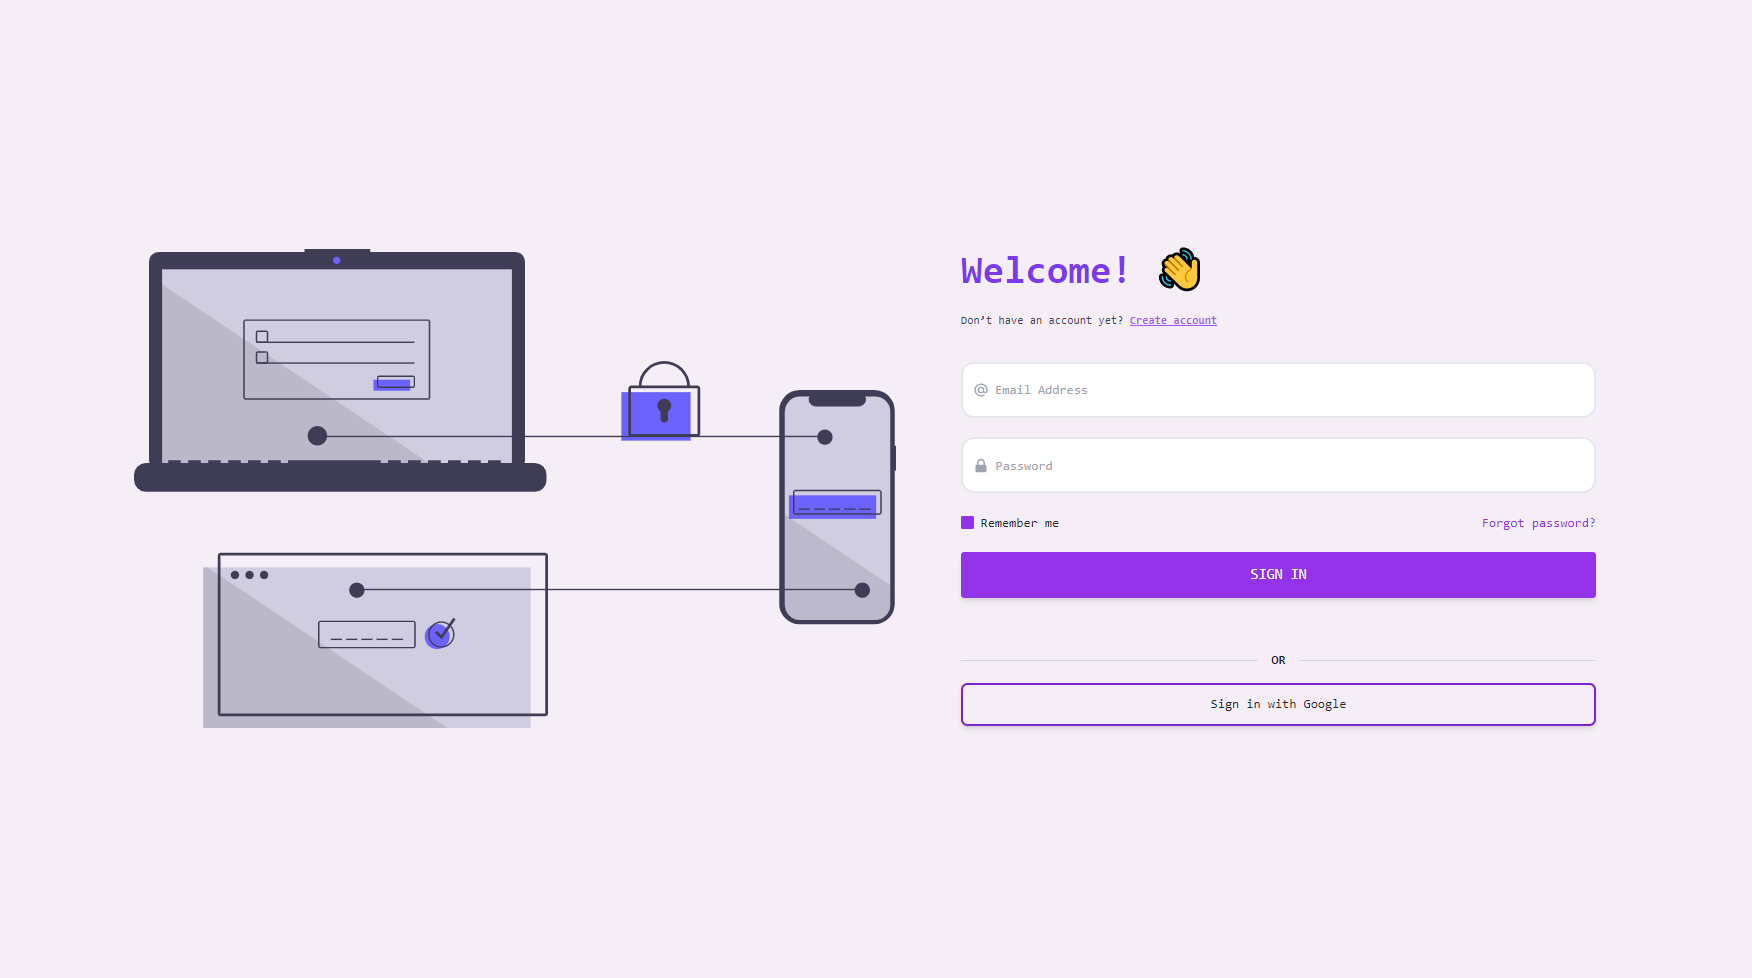 Welcome! 👋
Don’t have an account yet? Create account
Email Address
Password
Remember me
Forgot password?
SIGN IN
OR
Sign in with Google